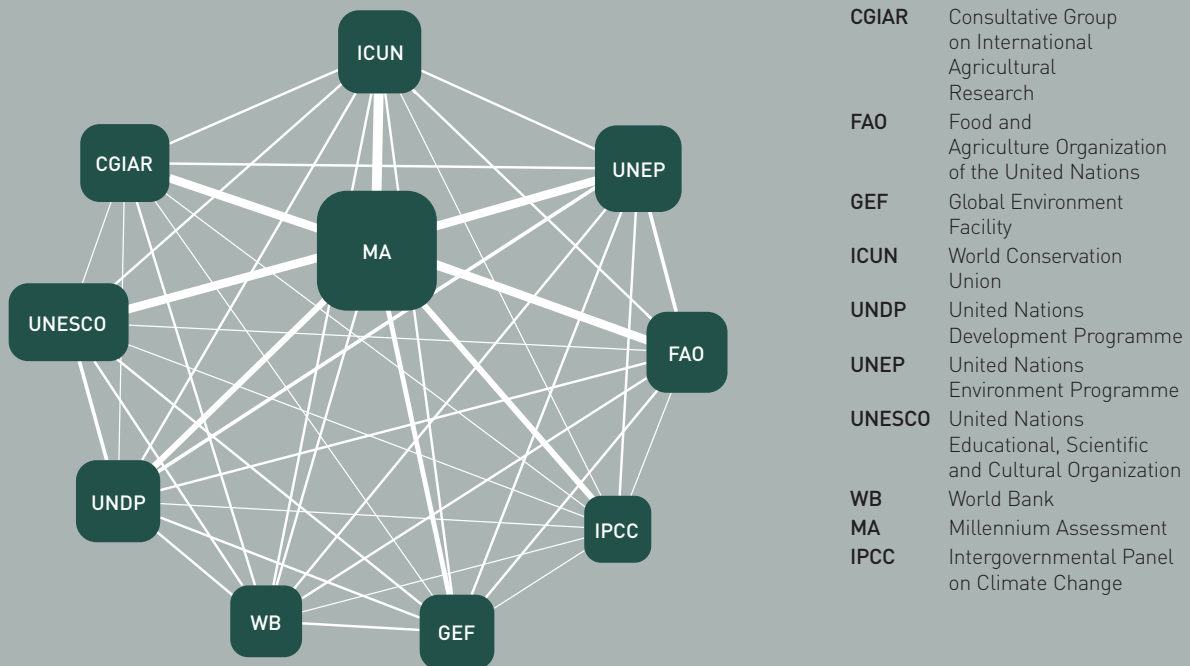 ICUN
CGIAR
UNEP
MA
UNESCO
FAO
UNDP
IPCC
WB
GEF
CGIAR Consultative Group
on International
Agricultural
Research
FAO Food and
Agriculture Organization
of the United Nations
GEF Global Environment
Facility
ICUN World Conservation
Union
UNDP United Nations
Development Programme
UNEP United Nations
Environment Programme
UNESCO United Nations
Educational, Scientific
and Cultural Organization
WB World Bank
MA Millennium Assessment
IPCC Intergovernmental Panel
on Climate Change